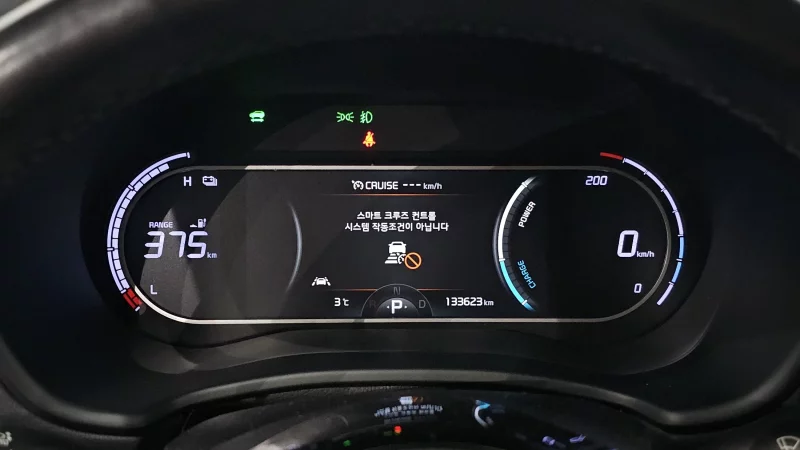 H
CRUISE --- km/h
200
POWER
스마트 크루즈 컨트롤
시스템 작동조건이 아닙니다
RANGE
375 km
0 km/h
CHARGE
L
0
N
3℃ R P D 133623 km